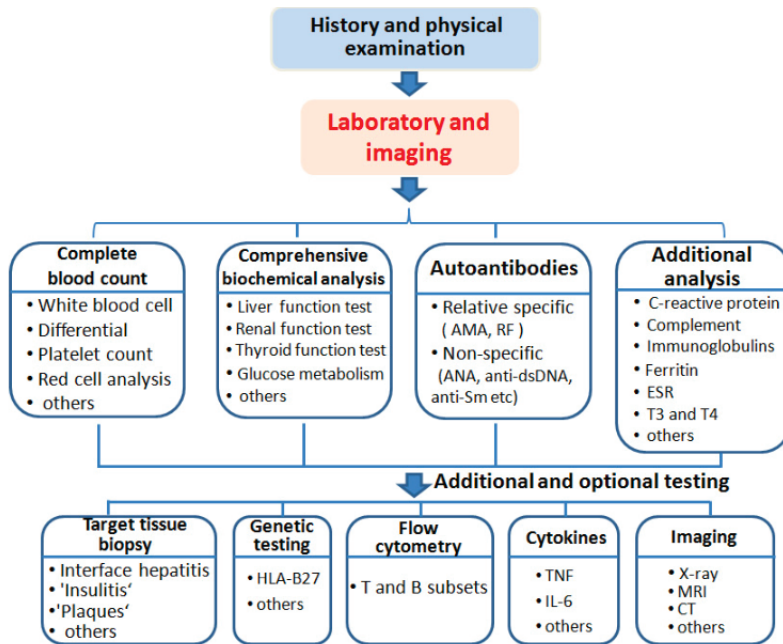 History and physical
examination
Laboratory and
imaging
Complete
blood count
• White blood cell
• Differential
• Platelet count
• Red cell analysis
• others
Comprehensive
biochemical analysis
• Liver function test
• Renal function test
• Thyroid function test
• Glucose metabolism
• others
Autoantibodies
• Relative specific
( AMA, RF )
• Non-specific
(ANA, anti-dsDNA,
anti-Sm etc)
Additional
analysis
• C-reactive protein
• Complement
• Immunoglobulins
• Ferritin
• ESR
• T3 and T4
• others
Additional and optional testing
Target tissue
biopsy
• Interface hepatitis
• 'Insulitis‘
• 'Plaques‘
• others
Genetic
testing
• HLA-B27
• others
Flow
cytometry
• T and B subsets
Cytokines
• TNF
• IL-6
• others
Imaging
• X-ray
• MRI
• CT
• others